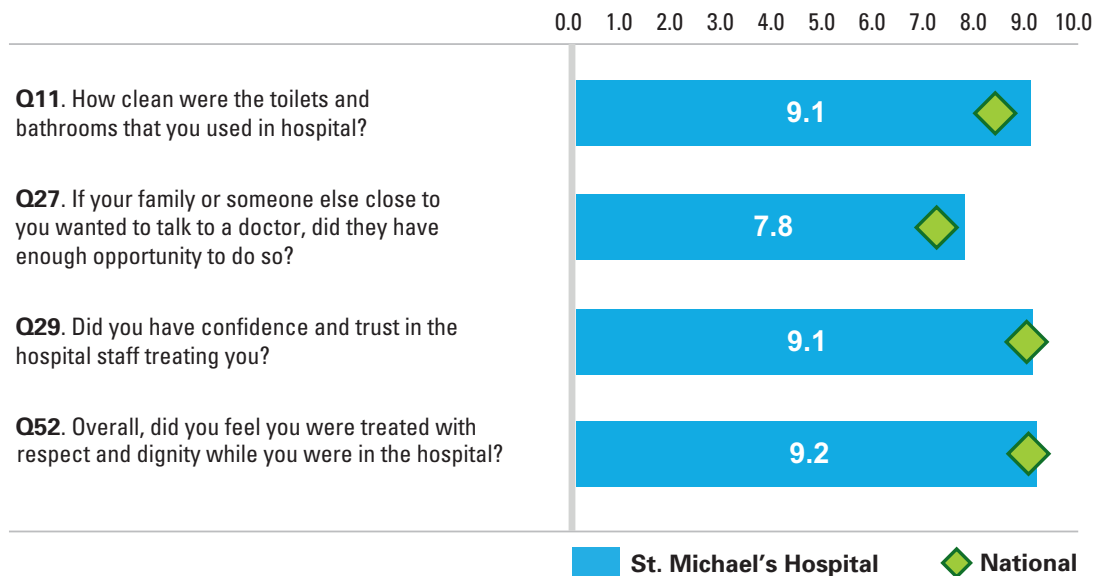 0.0 1.0 2.0 3.0 4.0 5.0 6.0 7.0 8.0 9.0 10.0
Q11. How clean were the toilets and
bathrooms that you used in hospital?
9.1
Q27. If your family or someone else close to
you wanted to talk to a doctor, did they have
enough opportunity to do so?
7.8
Q29. Did you have confidence and trust in the
hospital staff treating you?
9.1
Q52. Overall, did you feel you were treated with
respect and dignity while you were in the hospital?
9.2
St. Michael's Hospital
National